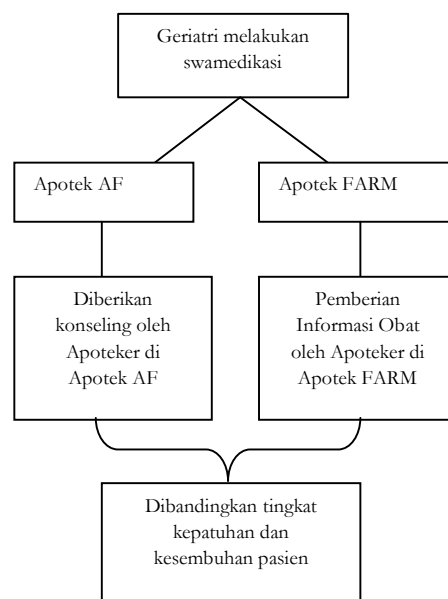 Geriatri melakukan
swamedikasi
Apotek AF
Apotek FARM
Diberikan
konseling oleh
Apoteker di
Apotek AF
Pemberian
Informasi Obat
oleh Apoteker di
Apotek FARM
Dibandingkan tingkat
kepatuhan dan
kesembuhan pasien